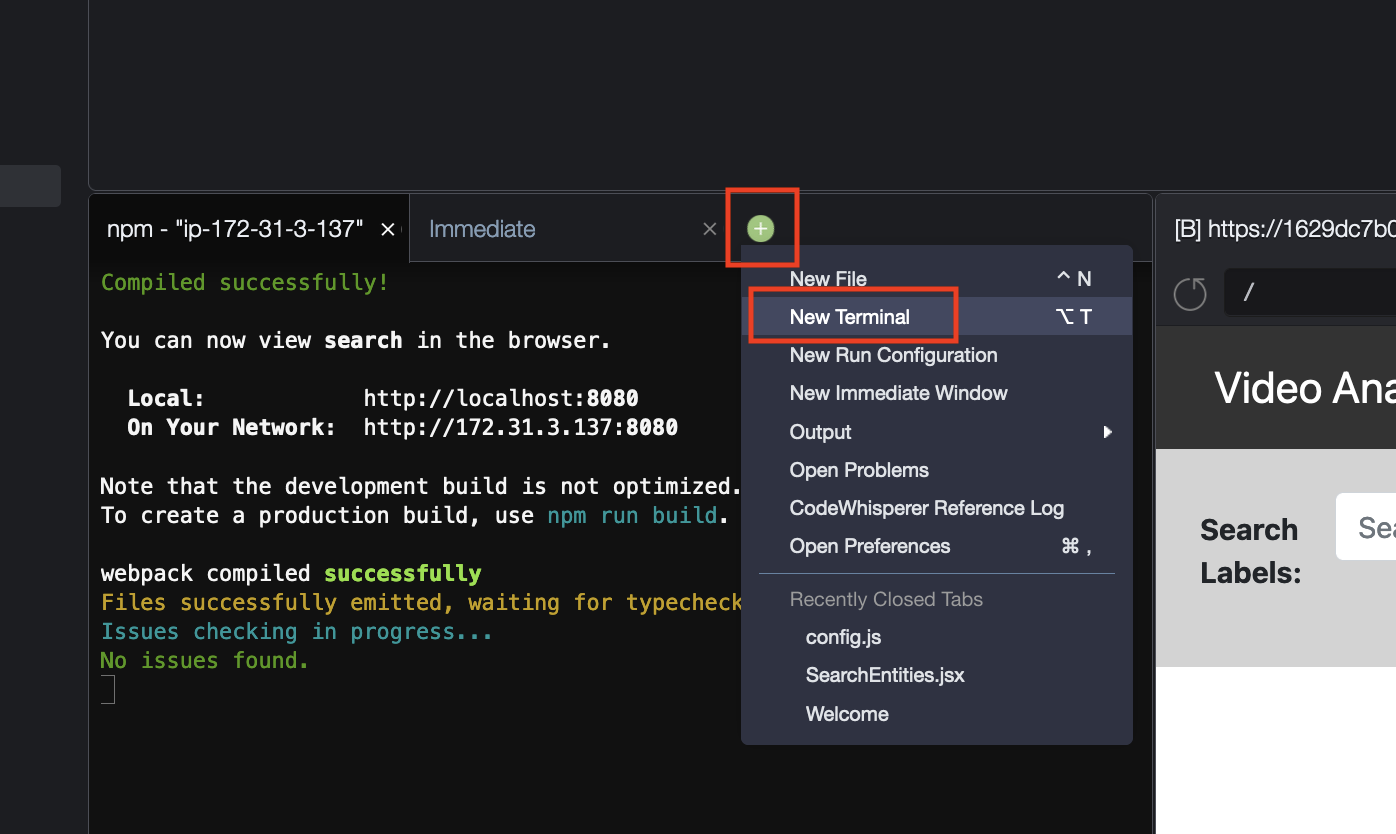 npm - "ip-172-31-3-137" ×
Immediate ×
+
Compiled successfully!
You can now view search in the browser.
Local: http://localhost:8080
On Your Network: http://172.31.3.137:8080
Note that the development build is not optimized.
To create a production build, use npm run build.
webpack compiled successfully
Files successfully emitted, waiting for typecheck
Issues checking in progress...
No issues found.
New File ^ N
New Terminal ⌥ T
New Run Configuration
New Immediate Window
Output
Open Problems
CodeWhisperer Reference Log
Open Preferences ⌘ ,
Recently Closed Tabs
config.js
SearchEntities.jsx
Welcome
[B] https://1629dc7b0
/
Video Ana
Search
Labels:
Sea